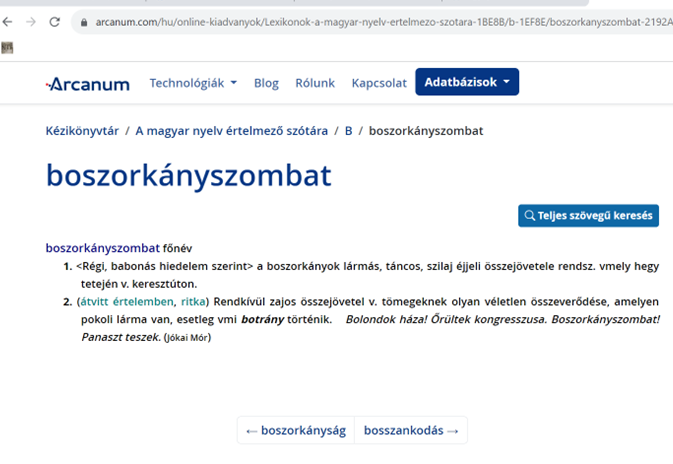 arcanum.com/hu/online-kiadvanyok/Lexikonok-a-magyar-nyelv-ertelmezo-szotara-1BE8B/b-1EF8E/boszorkanyszombat-2192A
Arcanum Technológiák Blog Rólunk Kapcsolat Adatbázisok
Kézikönyvtár / A magyar nyelv értelmező szótára / B / boszorkányszombat
boszorkányszombat
Teljes szövegű keresés
boszorkányszombat főnév
1. <Régi, babonás hiedelem szerint> a boszorkányok lármás, táncos, szilaj éjjeli összejövetele rendsz. vmely hegy
tetején v. keresztúton.
2. (átvitt értelemben, ritka) Rendkívül zajos összejövetel v. tömegeknek olyan véletlen összeverődése, amelyen
pokoli lárma van, esetleg vmi botrány történik. Bolondok háza! Őrültek kongresszusa. Boszorkányszombat!
Panaszt teszek. (Jókai Mór)
← boszorkányság bosszankodás →